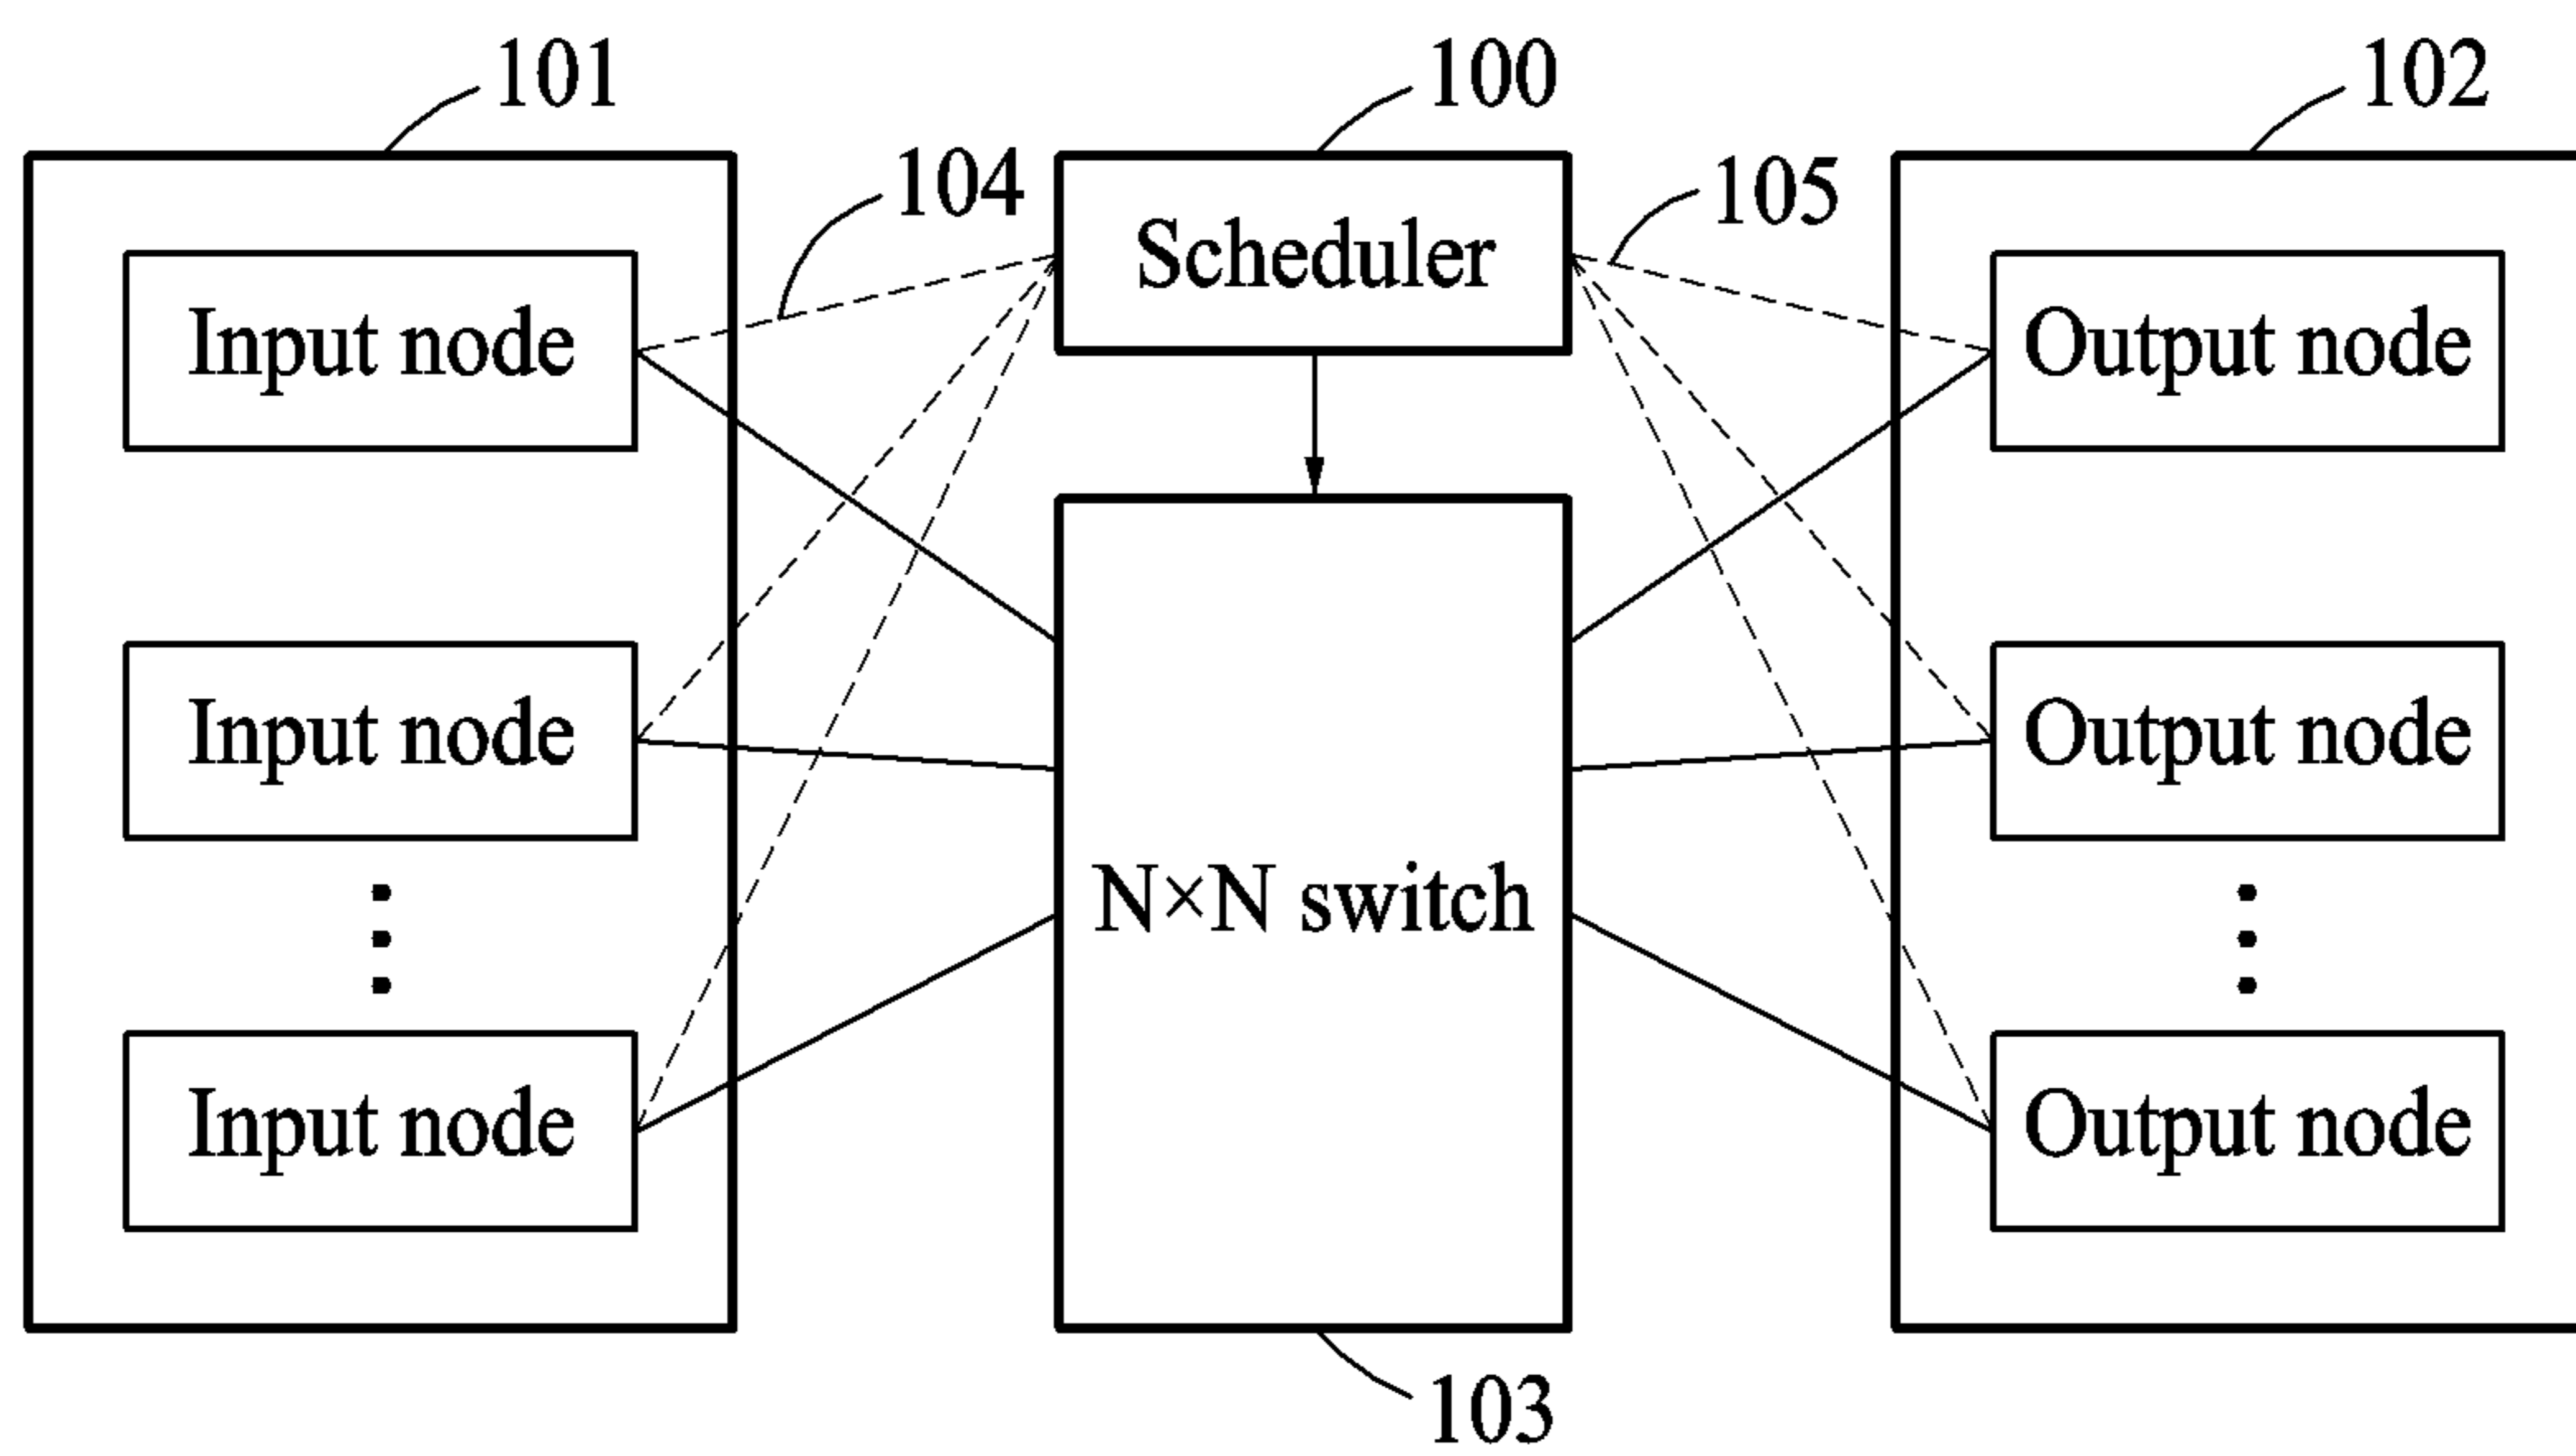 101
100
102
104
105
Scheduler
Input node
Output node
Input node
Output node
N×N switch
Input node
Output node
103